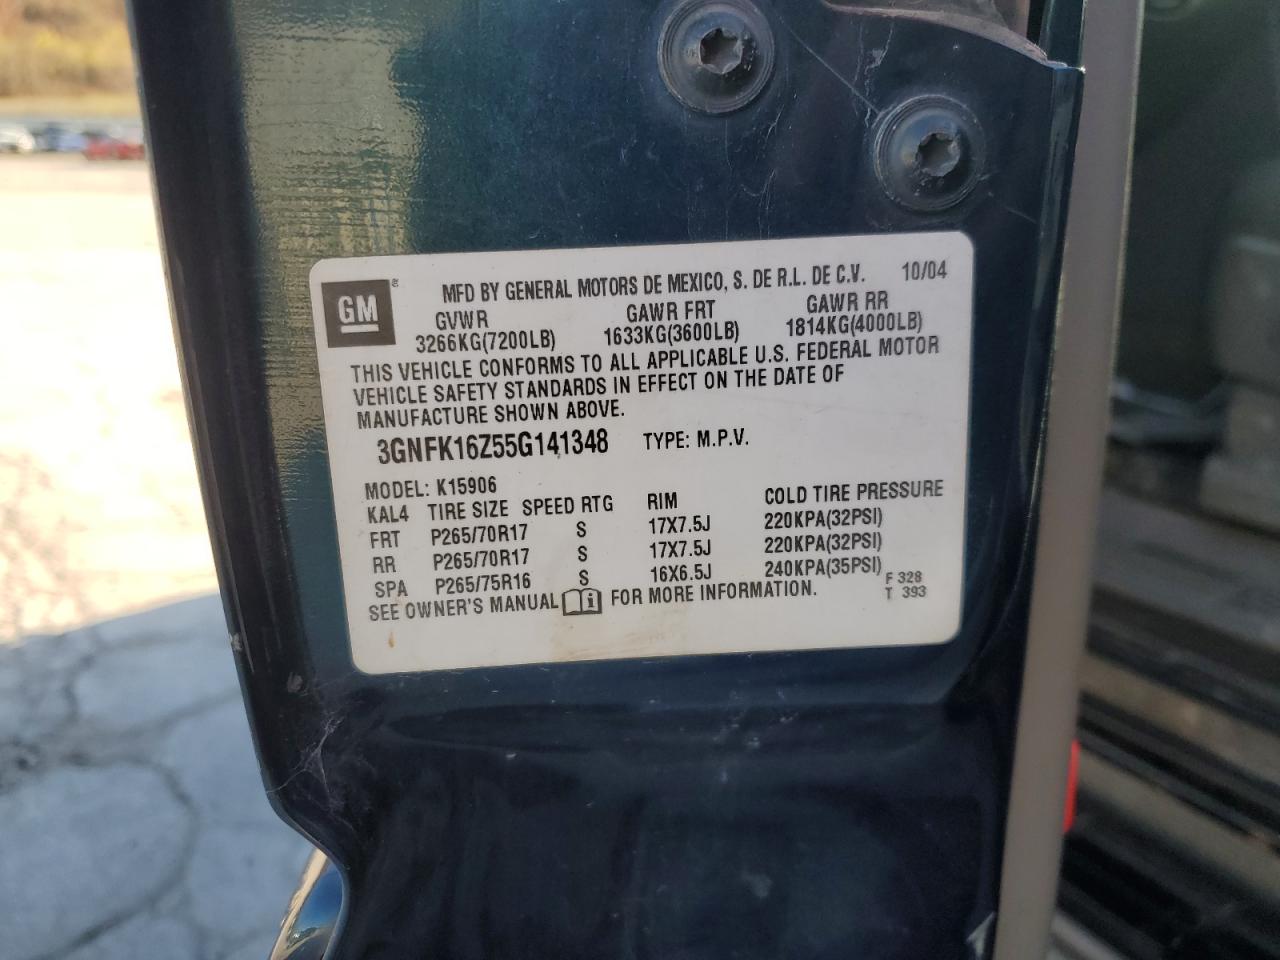 GM ®
MFD BY GENERAL MOTORS DE MEXICO, S. DE R.L. DE C.V. 10/04
GVWR GAWR FRT GAWR RR
3266KG(7200LB) 1633KG(3600LB) 1814KG(4000LB)
THIS VEHICLE CONFORMS TO ALL APPLICABLE U.S. FEDERAL MOTOR
VEHICLE SAFETY STANDARDS IN EFFECT ON THE DATE OF
MANUFACTURE SHOWN ABOVE.
3GNFK16Z55G141348 TYPE: M.P.V.
MODEL: K15906
KAL4 TIRE SIZE SPEED RTG RIM COLD TIRE PRESSURE
FRT P265/70R17 S 17X7.5J 220KPA(32PSI)
RR P265/70R17 S 17X7.5J 220KPA(32PSI)
SPA P265/75R16 S 16X6.5J 240KPA(35PSI)
SEE OWNER'S MANUAL i FOR MORE INFORMATION.
F 328
T 393